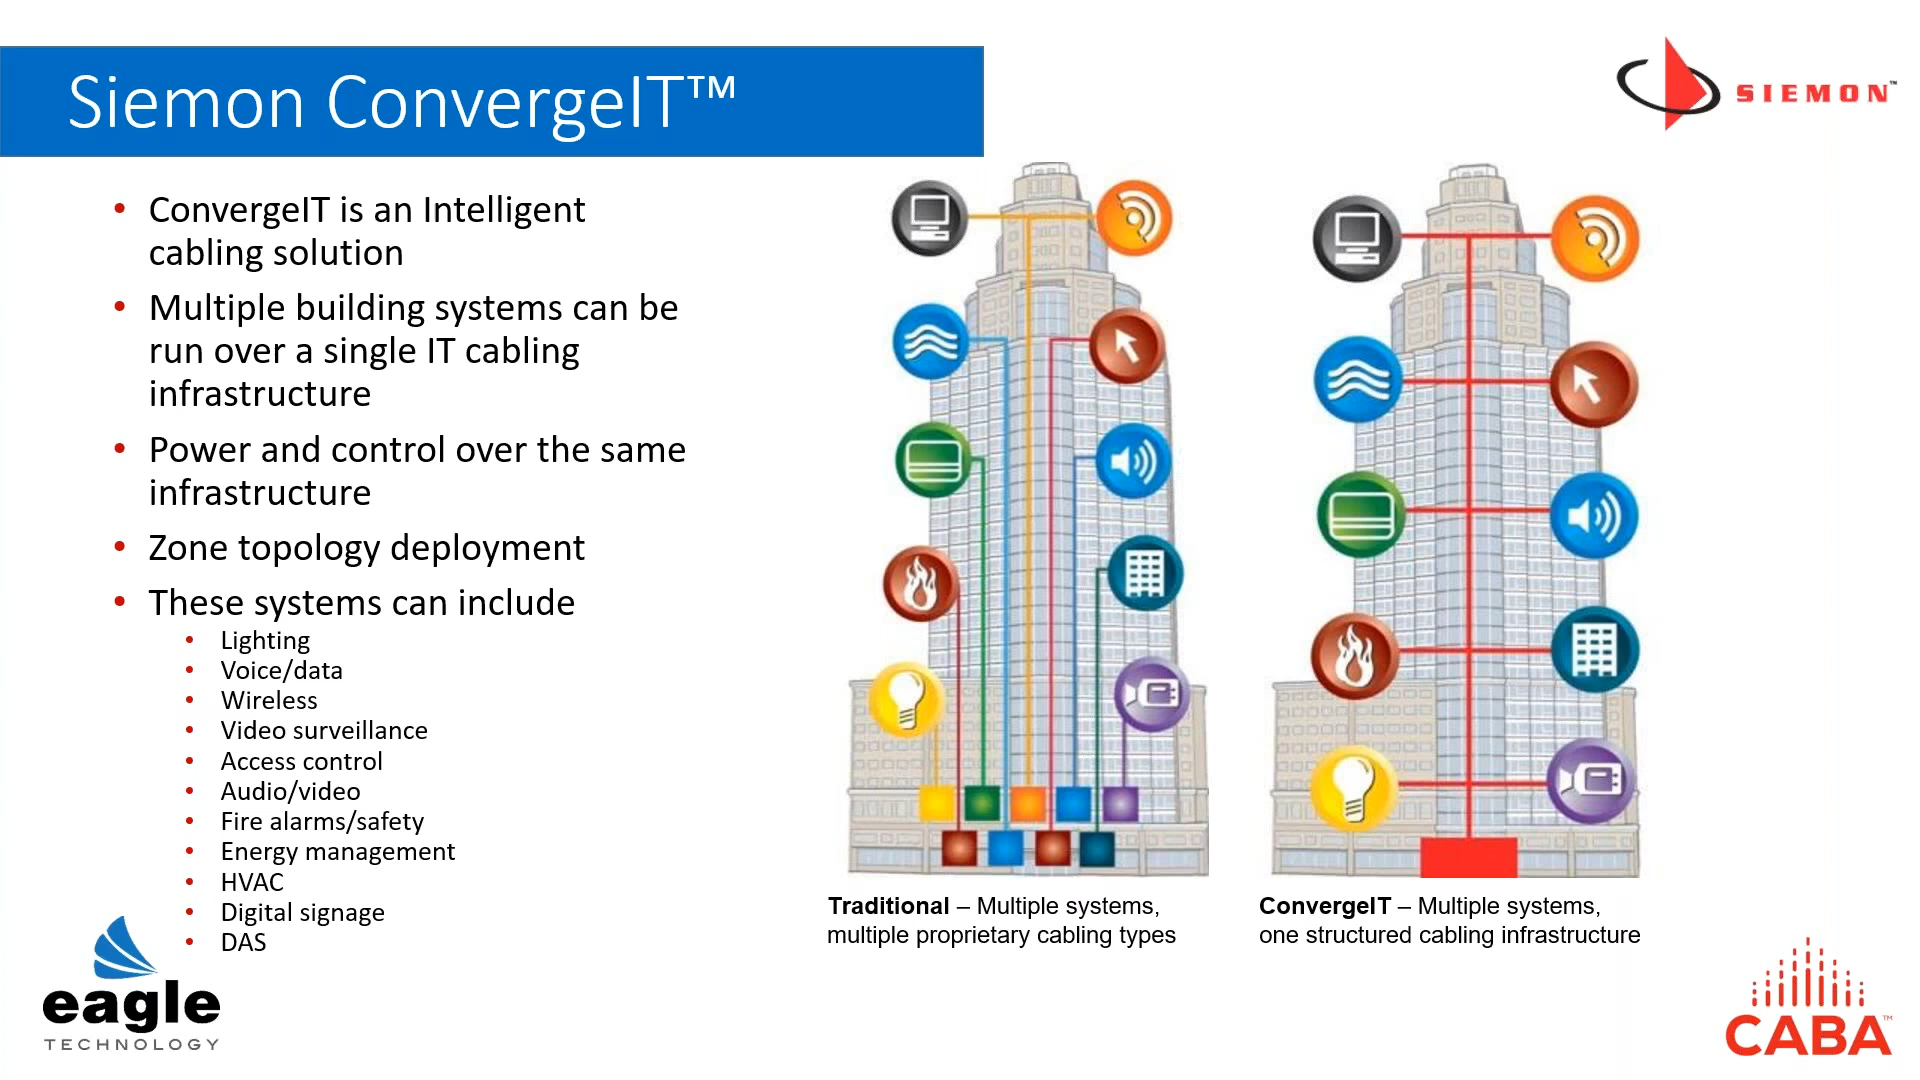 Siemon ConvergeIT™
SIEMON™
• ConvergeIT is an Intelligent
cabling solution
• Multiple building systems can be
run over a single IT cabling
infrastructure
• Power and control over the same
infrastructure
• Zone topology deployment
• These systems can include
• Lighting
• Voice/data
• Wireless
• Video surveillance
• Access control
• Audio/video
• Fire alarms/safety
• Energy management
• HVAC
• Digital signage
• DAS
Traditional – Multiple systems,
multiple proprietary cabling types
ConvergeIT – Multiple systems,
one structured cabling infrastructure
eagle
TECHNOLOGY
CABA™